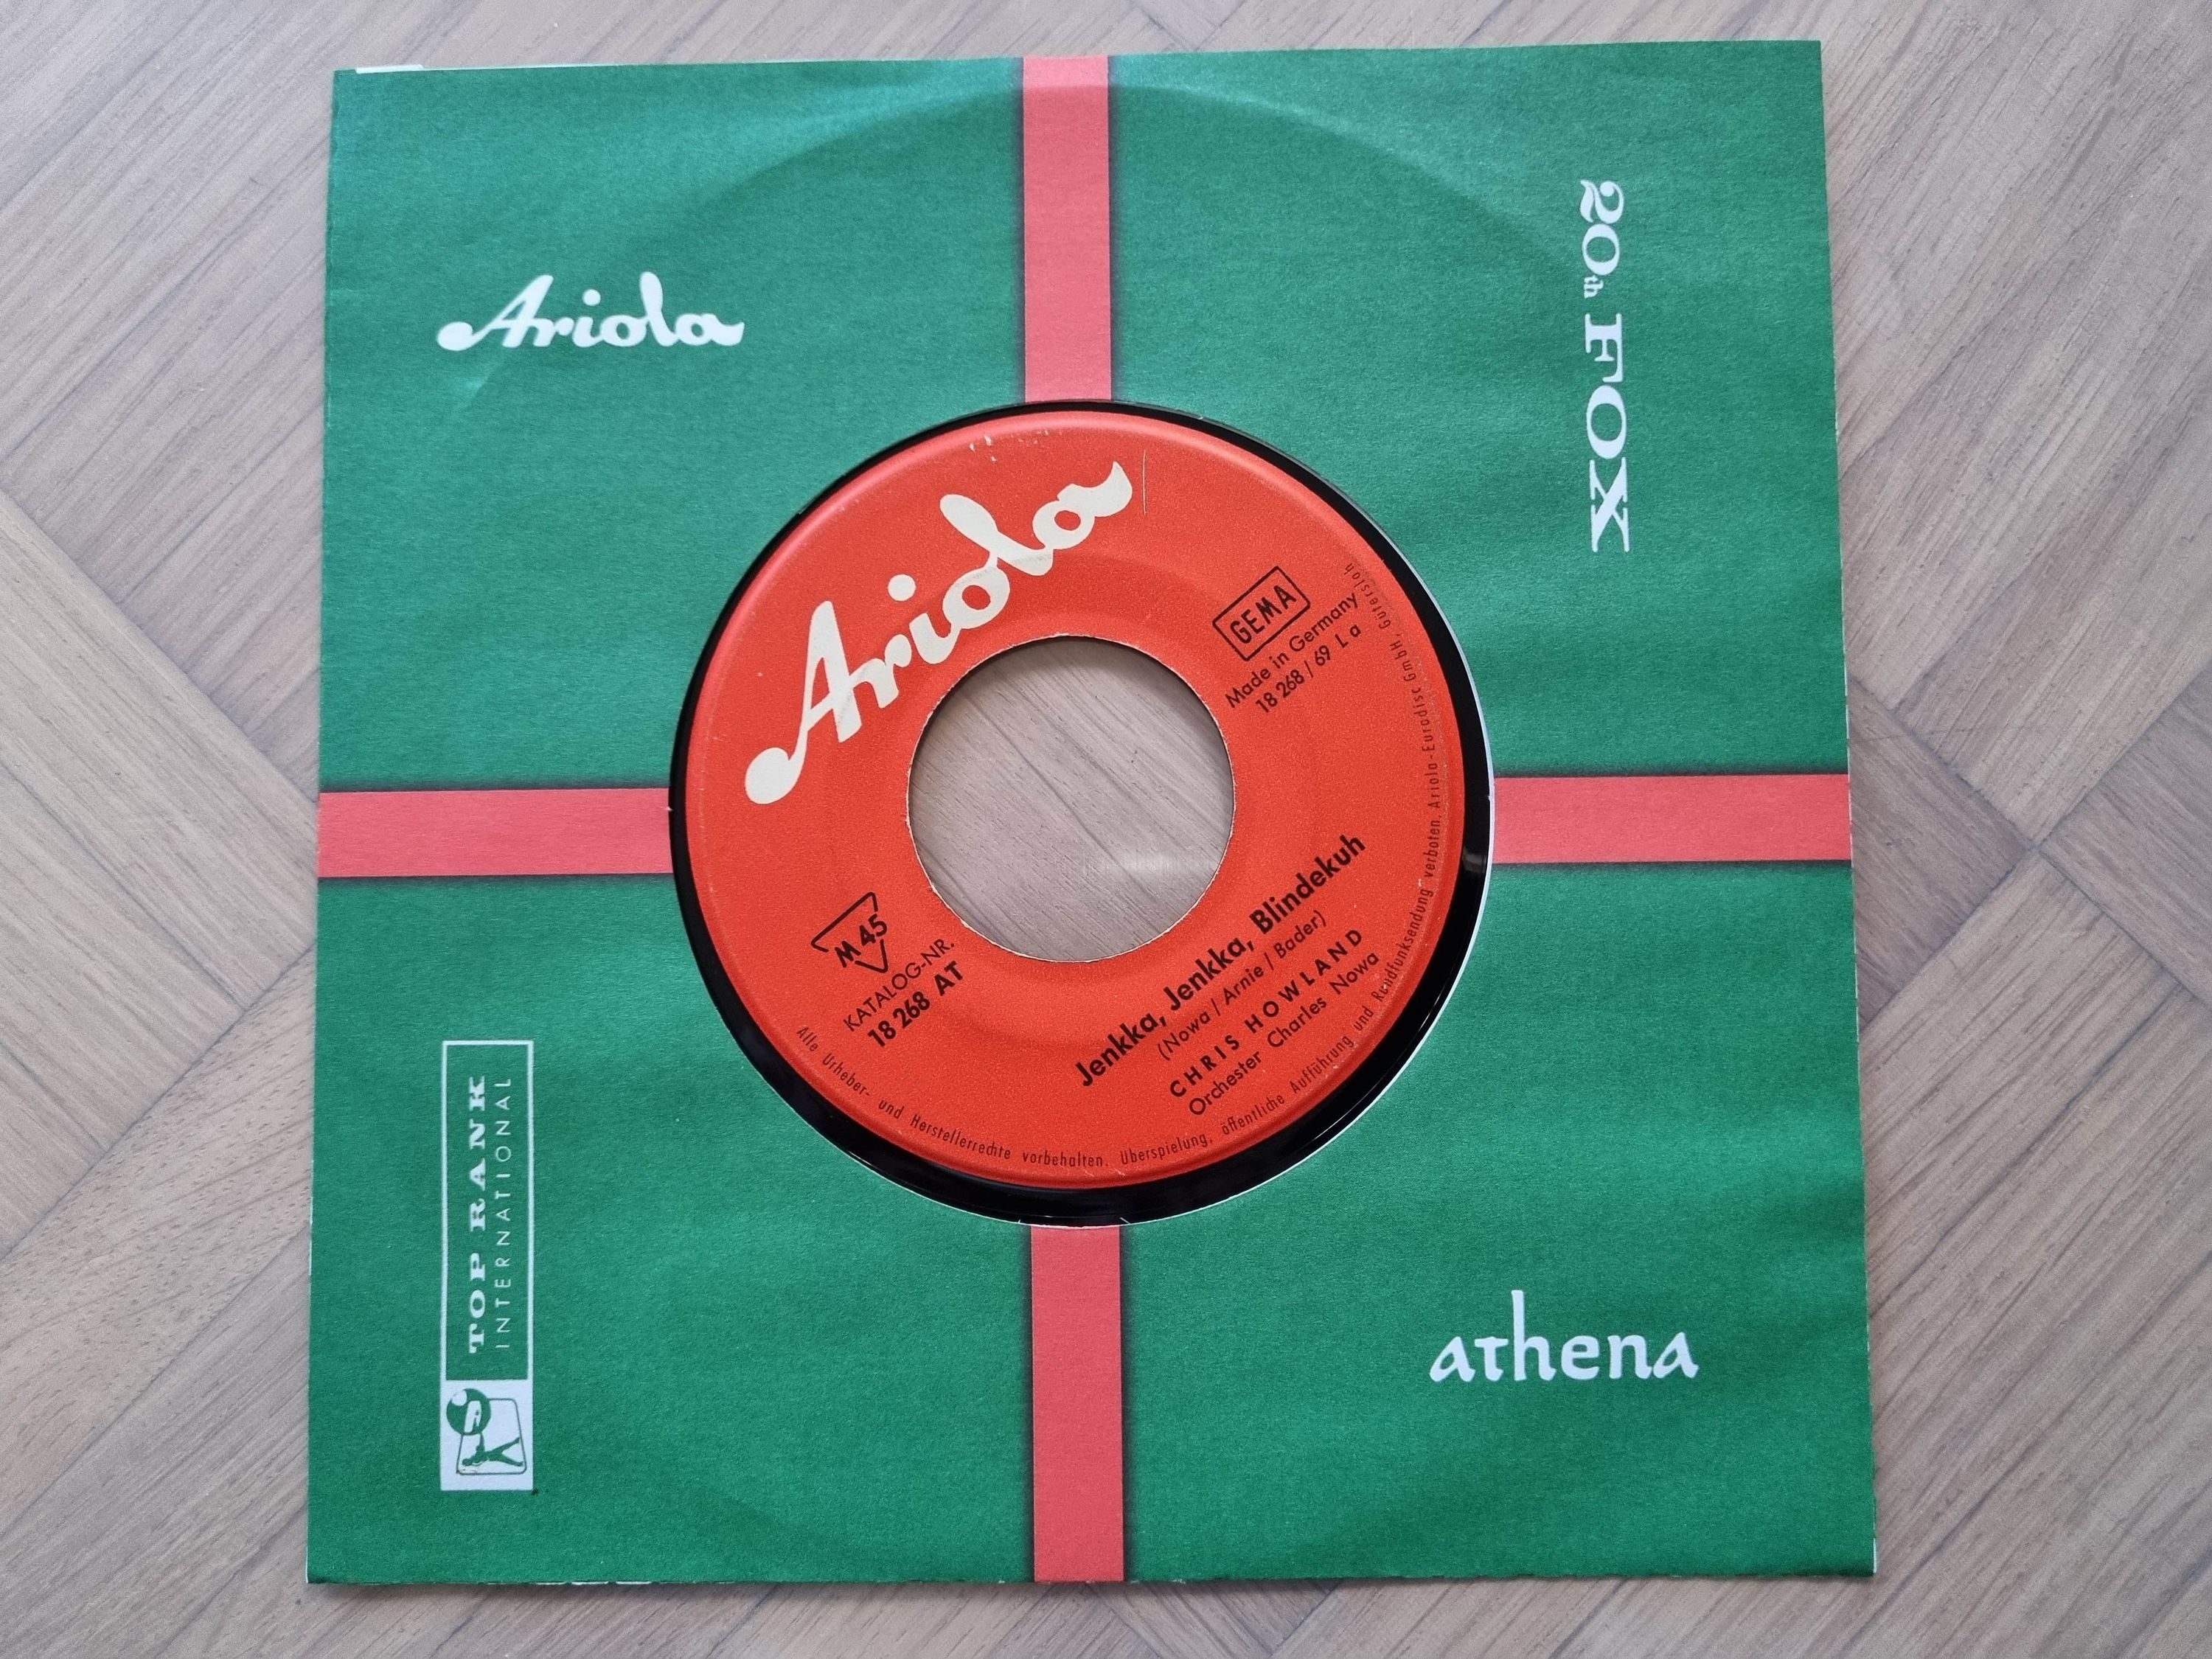 Ariola
20th FOX
Ariola
GEMA
Made in Germany
18 268 / 69 L a
M 45
KATALOG-NR.
18 268 AT
Jenkka, Jenkka, Blindekuh
(Nowa / Arnie / Bader)
CHRIS HOWLAND
Orchester Charles Nowa
Alle Urheber- und Herstellerrechte vorbehalten. Überspielung, öffentliche Aufführung und Rundfunksendung verboten. Ariola-Eurodisc GmbH, Gütersloh
TOP RANK
INTERNATIONAL
athena